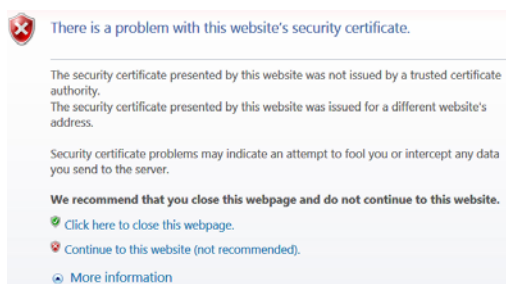 There is a problem with this website's security certificate.
The security certificate presented by this website was not issued by a trusted certificate
authority.
The security certificate presented by this website was issued for a different website's
address.
Security certificate problems may indicate an attempt to fool you or intercept any data
you send to the server.
We recommend that you close this webpage and do not continue to this website.
Click here to close this webpage.
Continue to this website (not recommended).
More information